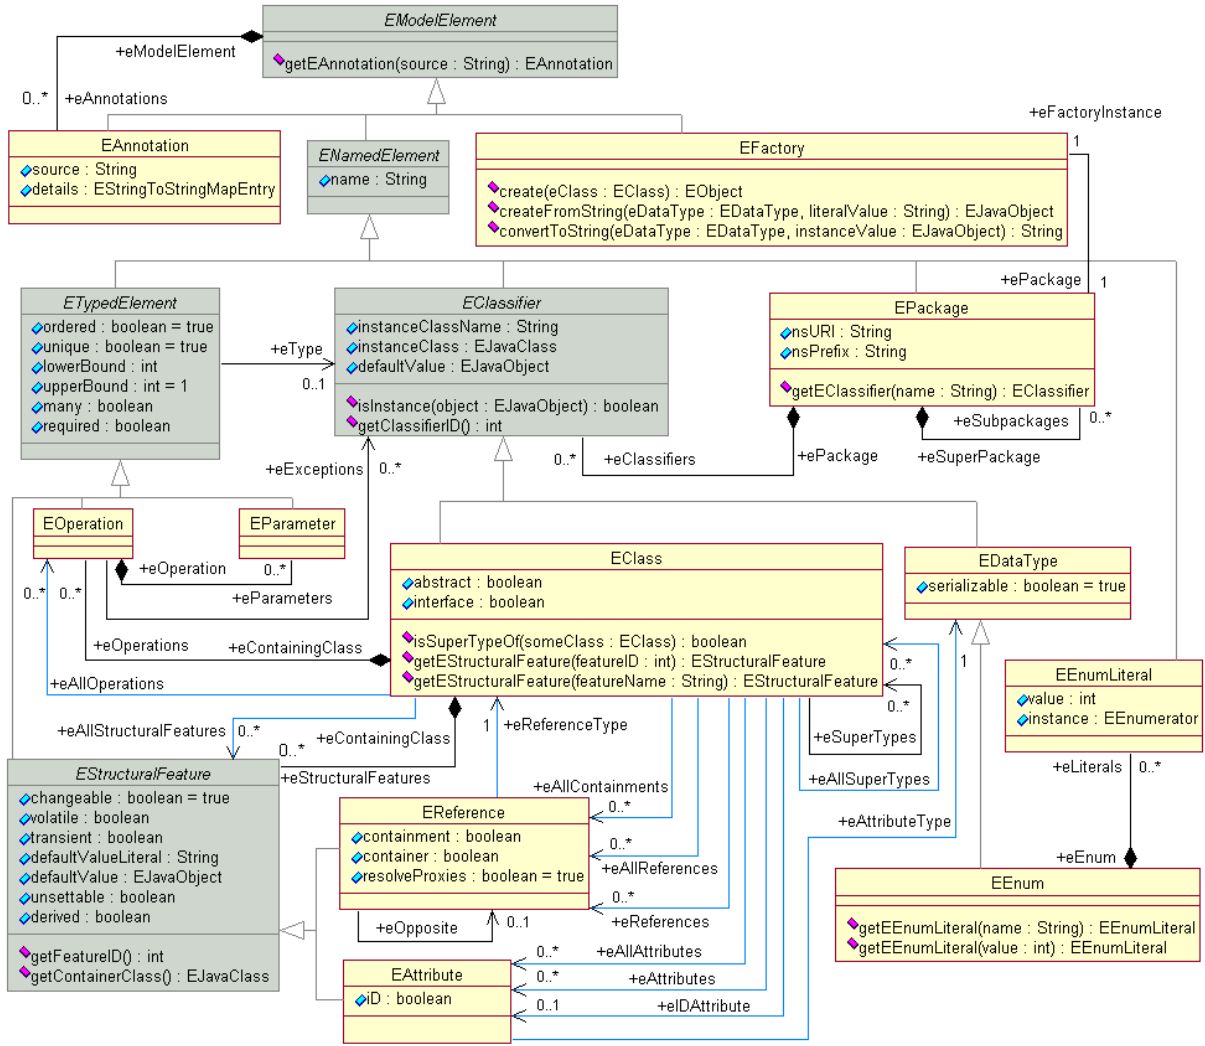 EModelElement
getEAnnotation(source : String) : EAnnotation
+eModelElement
0..*
+eAnnotations
EAnnotation
source : String
details : EStringToStringMapEntry
ENamedElement
name : String
+eFactoryInstance
1
EFactory
create(eClass : EClass) : EObject
createFromString(eDataType : EDataType, literalValue : String) : EJavaObject
convertToString(eDataType : EDataType, instanceValue : EJavaObject) : String
+ePackage
1
ETypedElement
ordered : boolean = true
unique : boolean = true
lowerBound : int
upperBound : int = 1
many : boolean
required : boolean
+eType
0..1
EClassifier
instanceClassName : String
instanceClass : EJavaClass
defaultValue : EJavaObject
isInstance(object : EJavaObject) : boolean
getClassifierID() : int
EPackage
nsURI : String
nsPrefix : String
getEClassifier(name : String) : EClassifier
+eSubpackages
0..*
+eSuperPackage
+ePackage
0..*
+eClassifiers
+eExceptions
0..*
EOperation
EParameter
+eOperation
0..*
+eParameters
0..*
0..*
+eOperations
+eContainingClass
+eAllOperations
EClass
abstract : boolean
interface : boolean
isSuperTypeOf(someClass : EClass) : boolean
getEStructuralFeature(featureID : int) : EStructuralFeature
getEStructuralFeature(featureName : String) : EStructuralFeature
EDataType
serializable : boolean = true
1
0..*
0..*
+eSuperTypes
+eAllSuperTypes
EEnumLiteral
value : int
instance : EEnumerator
+eLiterals
0..*
+eAllStructuralFeatures
0..*
0..*
+eContainingClass
+eStructuralFeatures
1
+eReferenceType
+eAllContainments
0..*
0..*
+eAllReferences
0..*
+eReferences
+eAttributeType
+eEnum
EStructuralFeature
changeable : boolean = true
volatile : boolean
transient : boolean
defaultValueLiteral : String
defaultValue : EJavaObject
unsettable : boolean
derived : boolean
getFeatureID() : int
getContainerClass() : EJavaClass
EReference
containment : boolean
container : boolean
resolveProxies : boolean = true
+eOpposite
0..1
EEnum
getEEnumLiteral(name : String) : EEnumLiteral
getEEnumLiteral(value : int) : EEnumLiteral
EAttribute
iD : boolean
0..*
+eAllAttributes
0..*
+eAttributes
0..1
+eIDAttribute